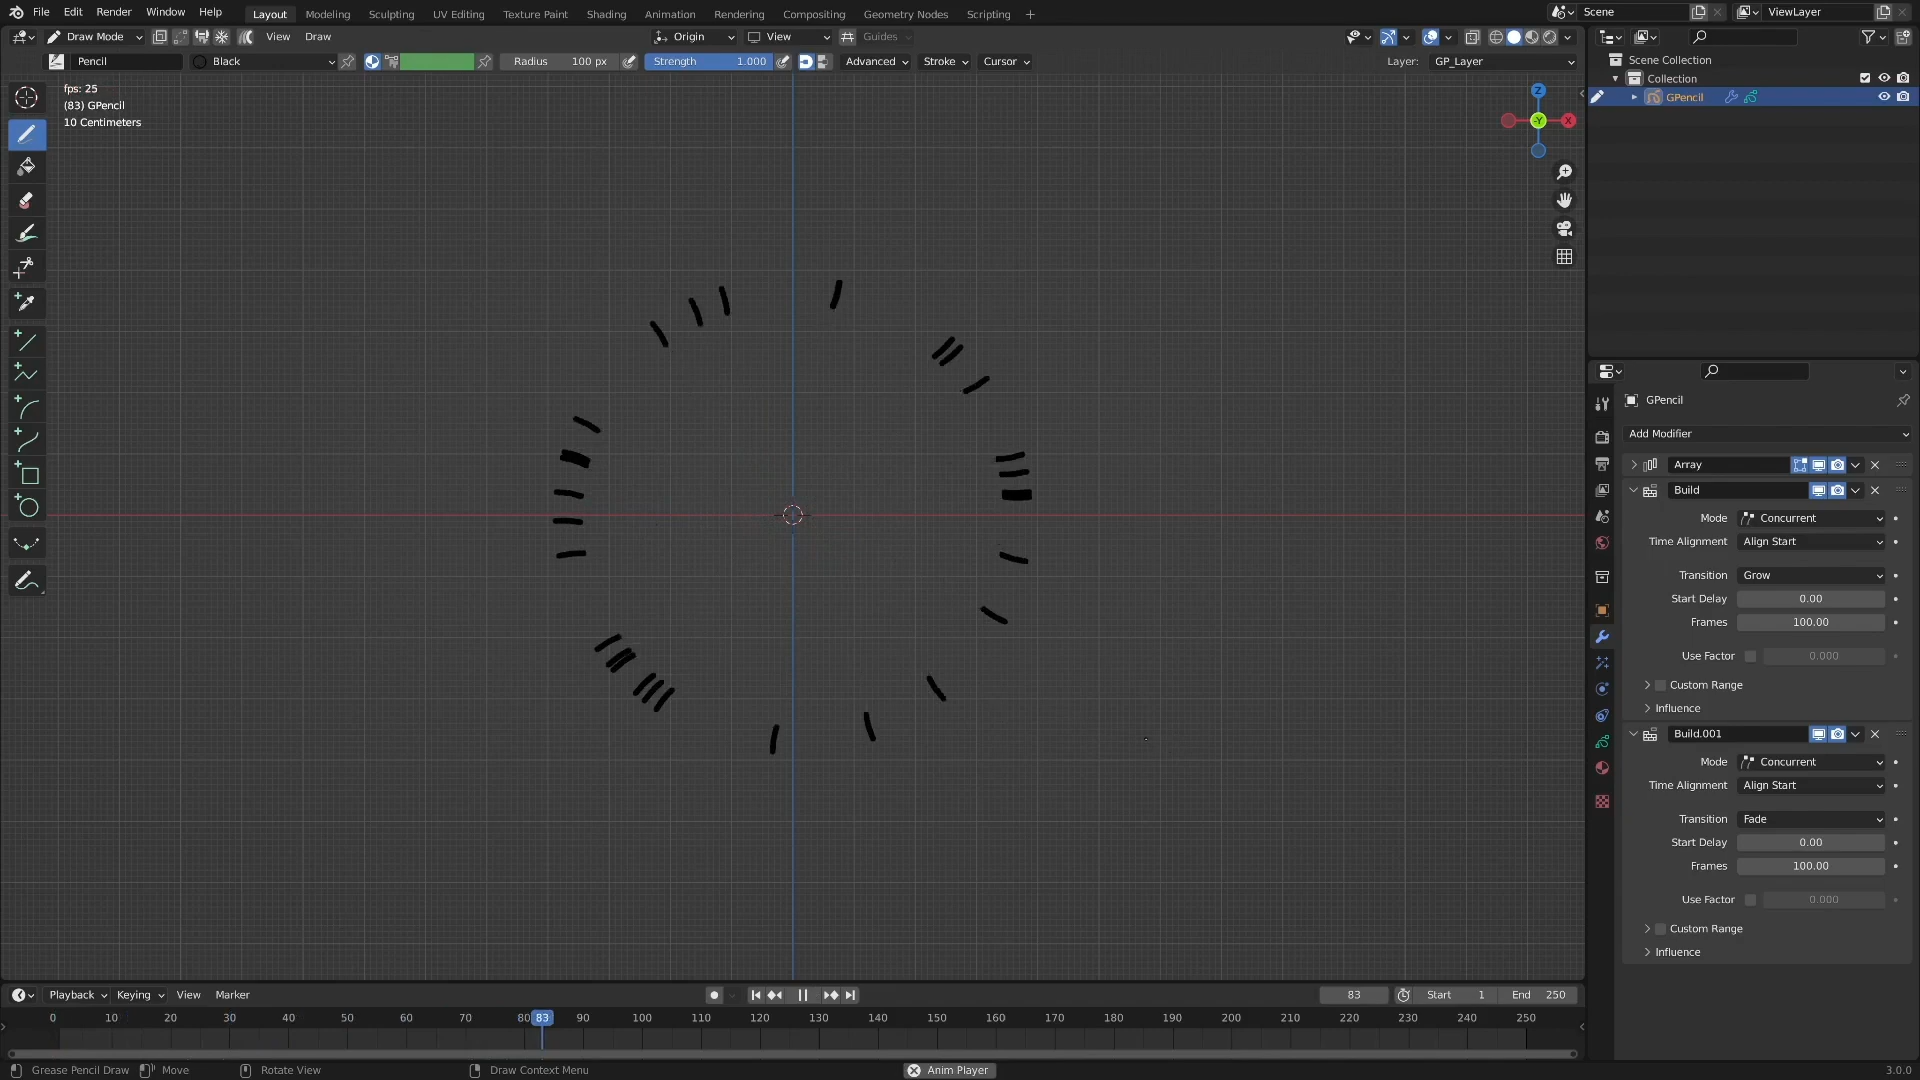 File Edit Render Window Help Layout Modeling Sculpting UV Editing Texture Paint Shading Animation Rendering Compositing Geometry Nodes Scripting + Scene ViewLayer
Draw Mode View Draw Origin View Guides
Pencil Black Radius 100 px Strength 1.000 Advanced Stroke Cursor Layer: GP_Layer
fps: 25
(83) GPencil
10 Centimeters
Z
-Y X
Scene Collection
Collection
GPencil
GPencil
Add Modifier
Array
Build
Mode Concurrent
Time Alignment Align Start
Transition Grow
Start Delay 0.00
Frames 100.00
Use Factor 0.000
Custom Range
Influence
Build.001
Mode Concurrent
Time Alignment Align Start
Transition Fade
Start Delay 0.00
Frames 100.00
Use Factor 0.000
Custom Range
Influence
Playback Keying View Marker 83 Start 1 End 250
0 10 20 30 40 50 60 70 80 83 90 100 110 120 130 140 150 160 170 180 190 200 210 220 230 240 250
Grease Pencil Draw Move Rotate View Draw Context Menu Anim Player 3.0.0